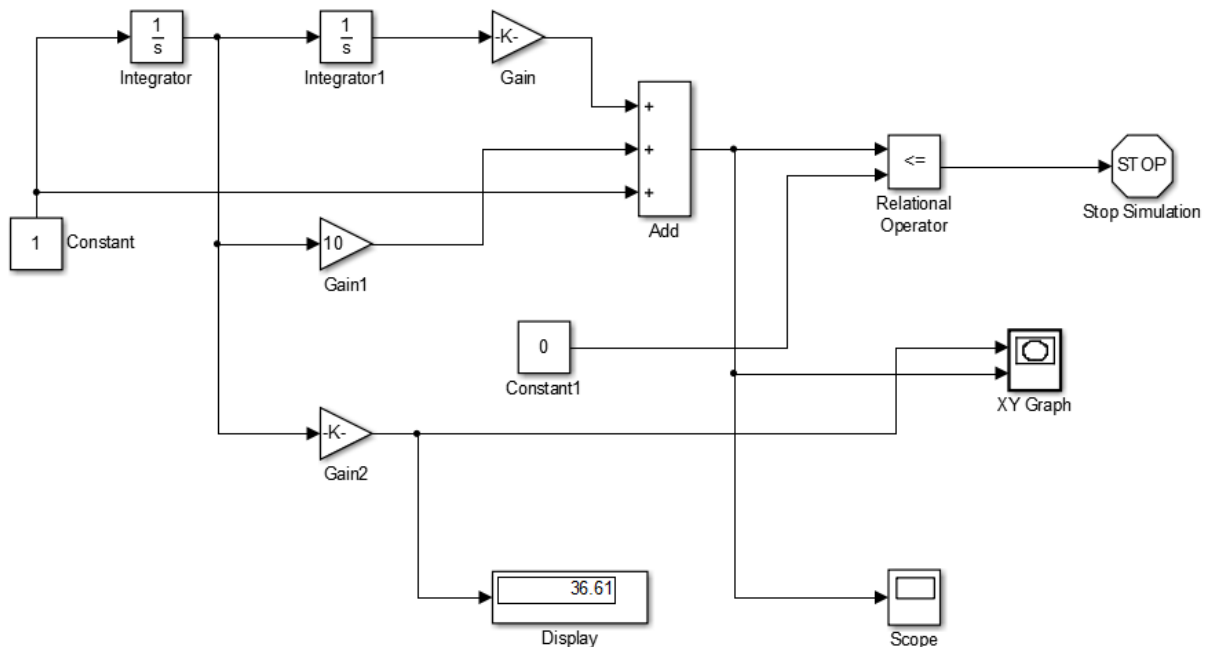 1
s
Integrator
1
s
Integrator1
-K-
Gain
+
+
+
Add
<=
Relational
Operator
STOP
Stop Simulation
1
Constant
10
Gain1
0
Constant1
XY Graph
-K-
Gain2
36.61
Display
Scope